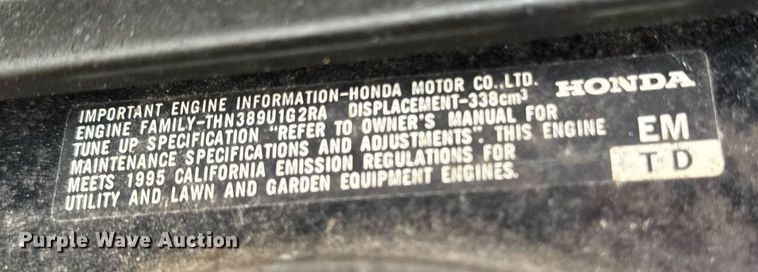 IMPORTANT ENGINE INFORMATION-HONDA MOTOR CO.,LTD.
ENGINE FAMILY-THN389U1G2RA DISPLACEMENT-338cm³
TUNE UP SPECIFICATION "REFER TO OWNER'S MANUAL FOR
MAINTENANCE SPECIFICATIONS AND ADJUSTMENTS". THIS ENGINE
MEETS 1995 CALIFORNIA EMISSION REGULATIONS FOR
UTILITY AND LAWN AND GARDEN EQUIPMENT ENGINES.
HONDA
EM
TD
Purple Wave Auction